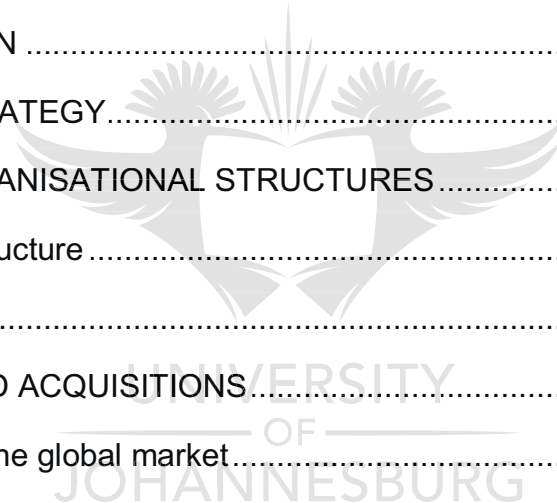 N ...............................................................
ATEGY...............................................................
ANISATIONAL STRUCTURES...............
ucture...............................................................
...............................................................
D ACQUISITIONS...............................................
UNIVERSITY
OF
he global market...............................................
JOHANNESBURG